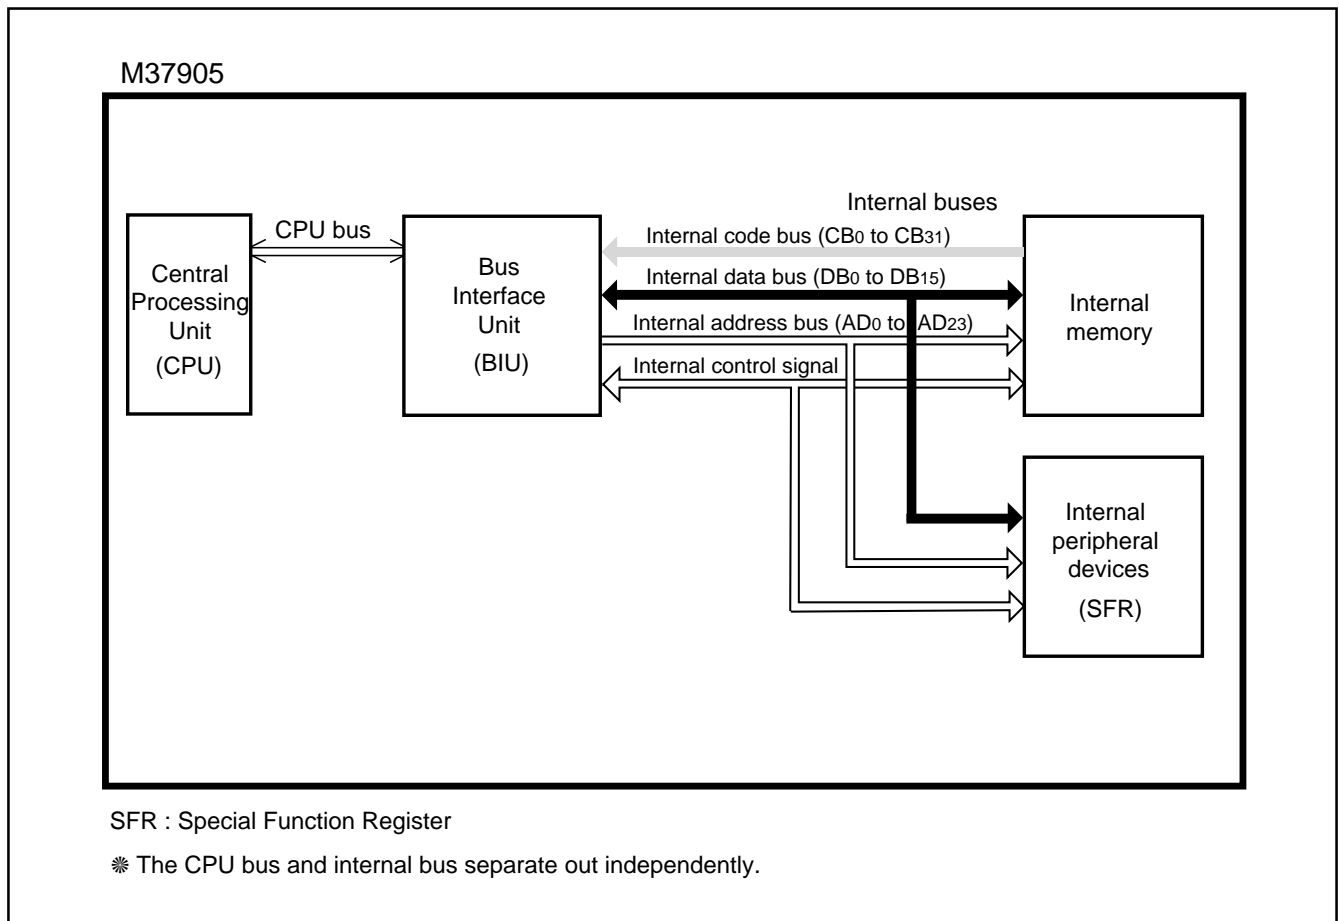 M37905
Internal buses
CPU bus
Internal code bus (CB0 to CB31)
Internal data bus (DB0 to DB15)
Internal address bus (AD0 to AD23)
Internal control signal
Central
Processing
Unit
(CPU)
Bus
Interface
Unit
(BIU)
Internal
memory
Internal
peripheral
devices
(SFR)
SFR : Special Function Register
❊ The CPU bus and internal bus separate out independently.